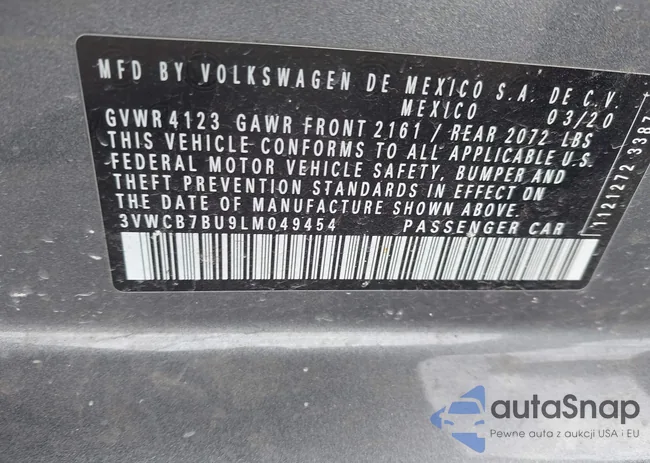 MFD BY VOLKSWAGEN DE MEXICO S.A. DE C.V.
MEXICO 03/20
GVWR 4123 GAWR FRONT 2161 / REAR 2072 LBS
THIS VEHICLE CONFORMS TO ALL APPLICABLE U.S.
FEDERAL MOTOR VEHICLE SAFETY, BUMPER AND
THEFT PREVENTION STANDARDS IN EFFECT ON
THE DATE OF MANUFACTURE SHOWN ABOVE.
3VWCB7BU9LM049454 PASSENGER CAR
1121272 3387
autaSnap
Pewne auta z aukcji USA i EU